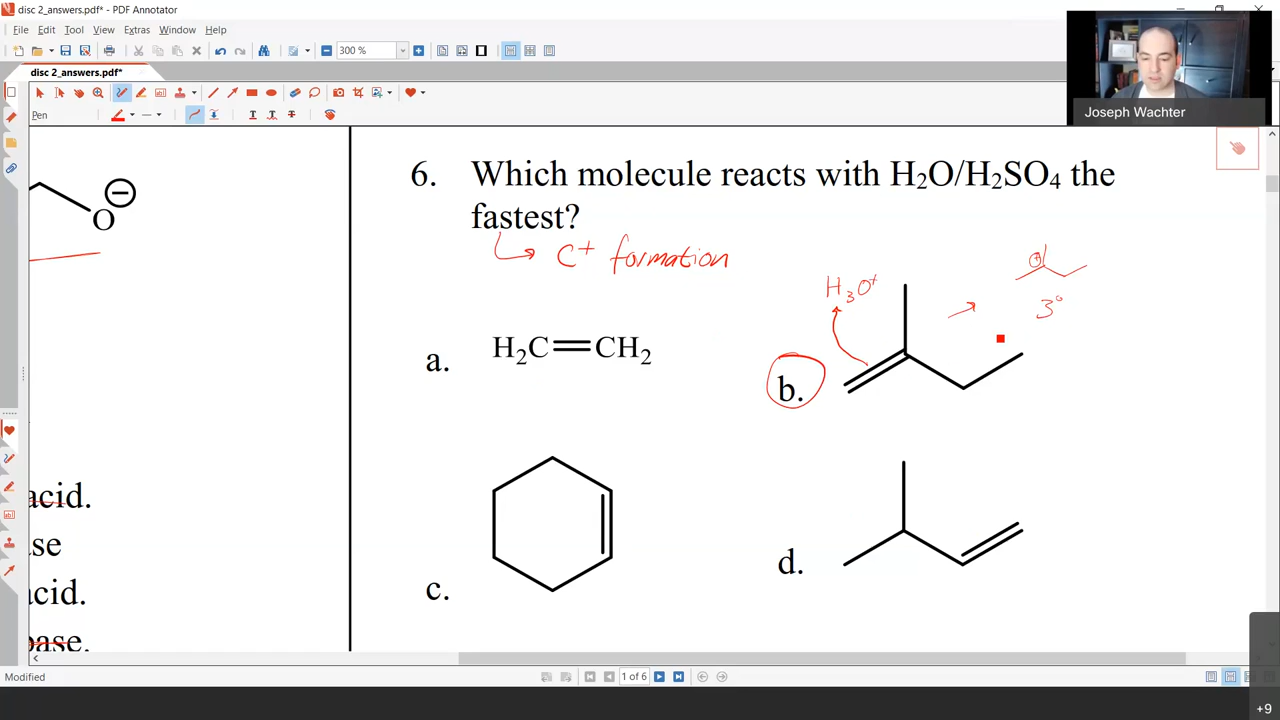 disc 2_answers.pdf* - PDF Annotator
File Edit Tool View Extras Window Help
300 %
disc 2_answers.pdf*
Pen
Joseph Wachter
O
acid.
ase
acid.
base.
6. Which molecule reacts with H₂O/H₂SO₄ the
fastest?
C⁺ formation
H₃O⁺
3°
a. H₂C=CH₂
b.
c.
d.
1 of 6
Modified
+9